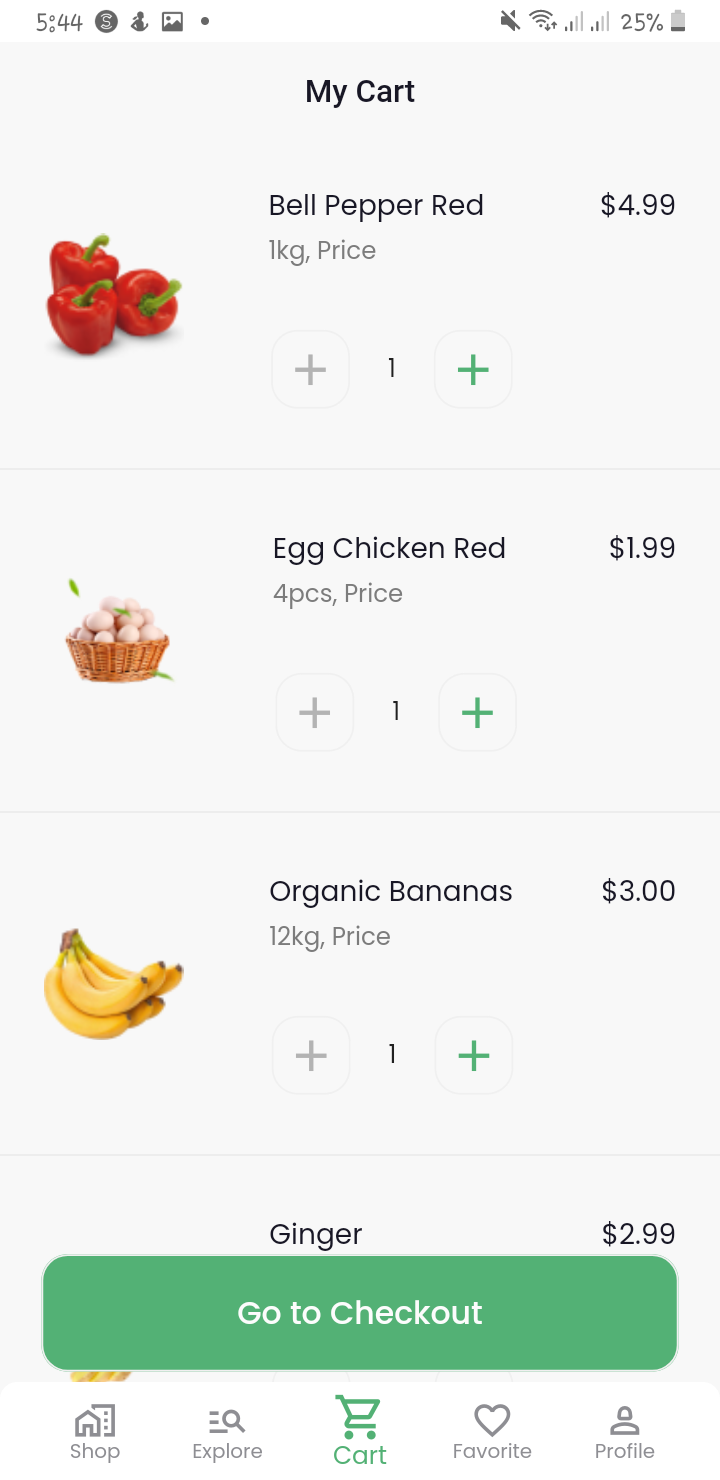 5:44 25%
My Cart
Bell Pepper Red $4.99
1kg, Price
1
Egg Chicken Red $1.99
4pcs, Price
1
Organic Bananas $3.00
12kg, Price
1
Ginger $2.99
Go to Checkout
Shop Explore Cart Favorite Profile